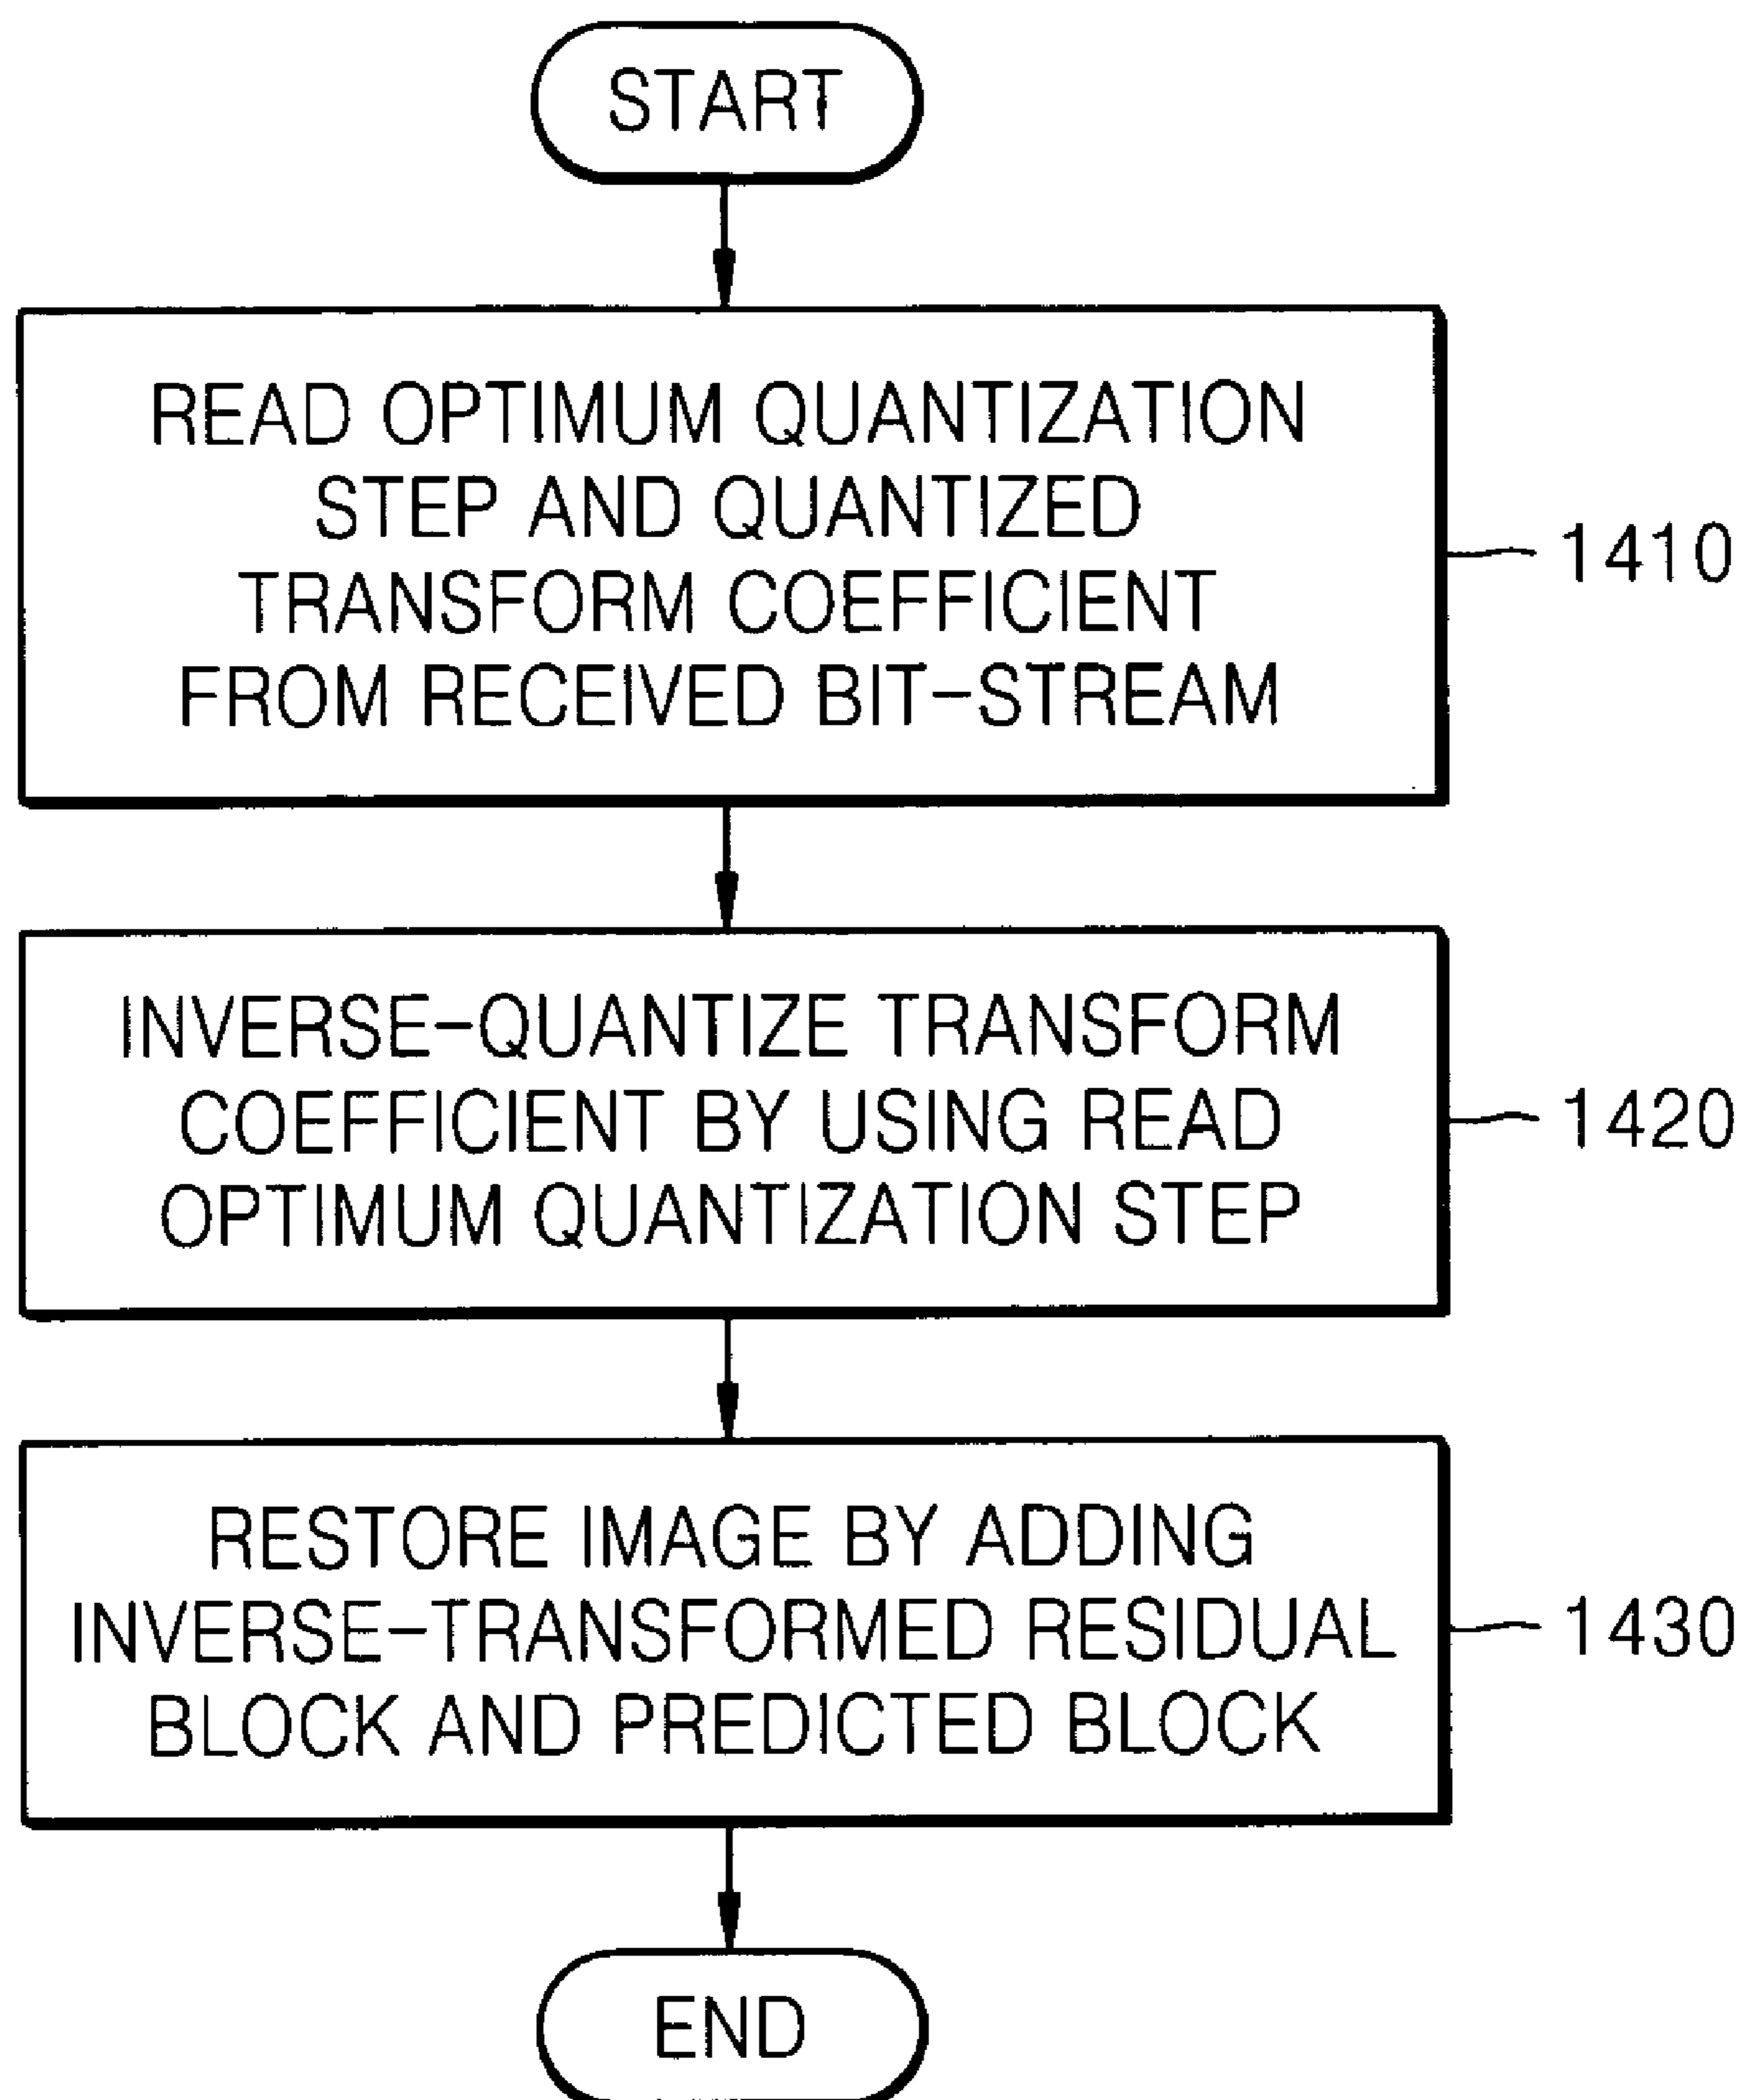 START
READ OPTIMUM QUANTIZATION
STEP AND QUANTIZED
TRANSFORM COEFFICIENT
FROM RECEIVED BIT-STREAM
1410
INVERSE-QUANTIZE TRANSFORM
COEFFICIENT BY USING READ
OPTIMUM QUANTIZATION STEP
1420
RESTORE IMAGE BY ADDING
INVERSE-TRANSFORMED RESIDUAL
BLOCK AND PREDICTED BLOCK
1430
END